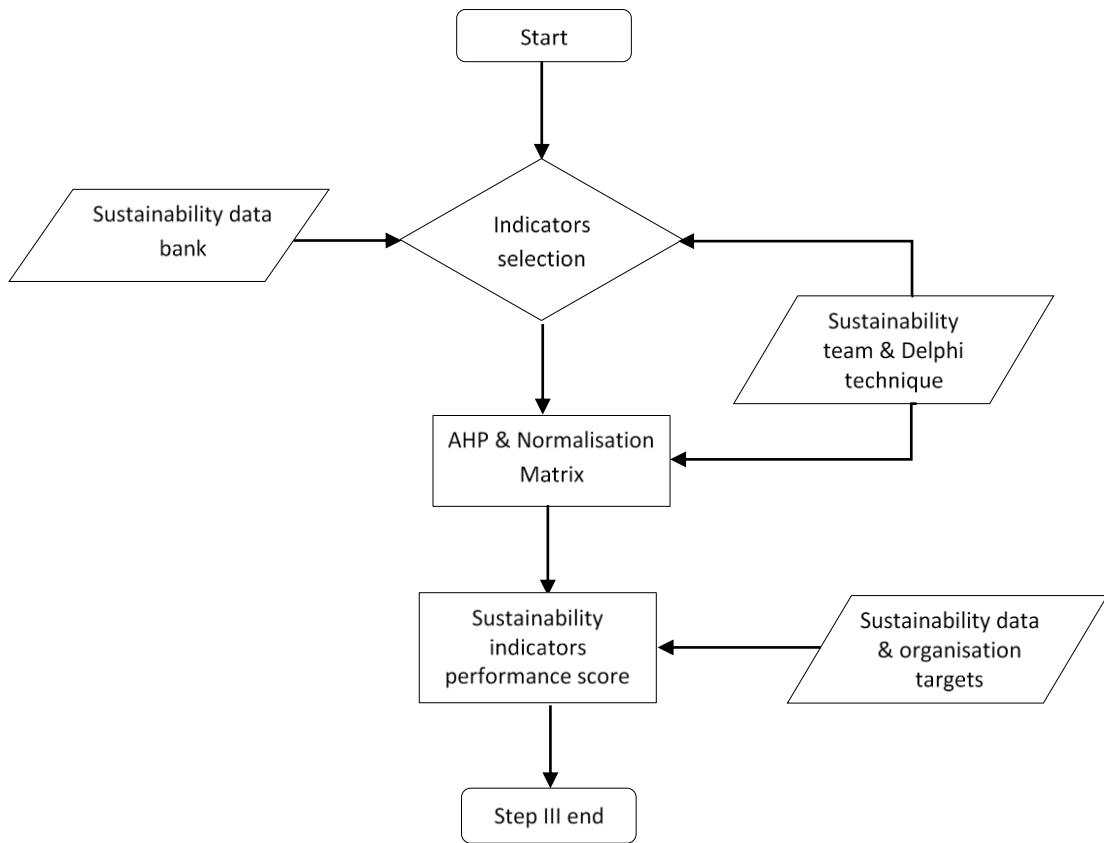 Start
Sustainability data
bank
Indicators
selection
Sustainability
team & Delphi
technique
AHP & Normalisation
Matrix
Sustainability
indicators
performance score
Sustainability data
& organisation
targets
Step III end